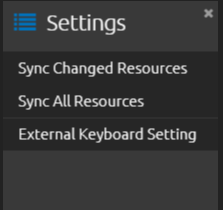 Settings
Sync Changed Resources
Sync All Resources
External Keyboard Setting